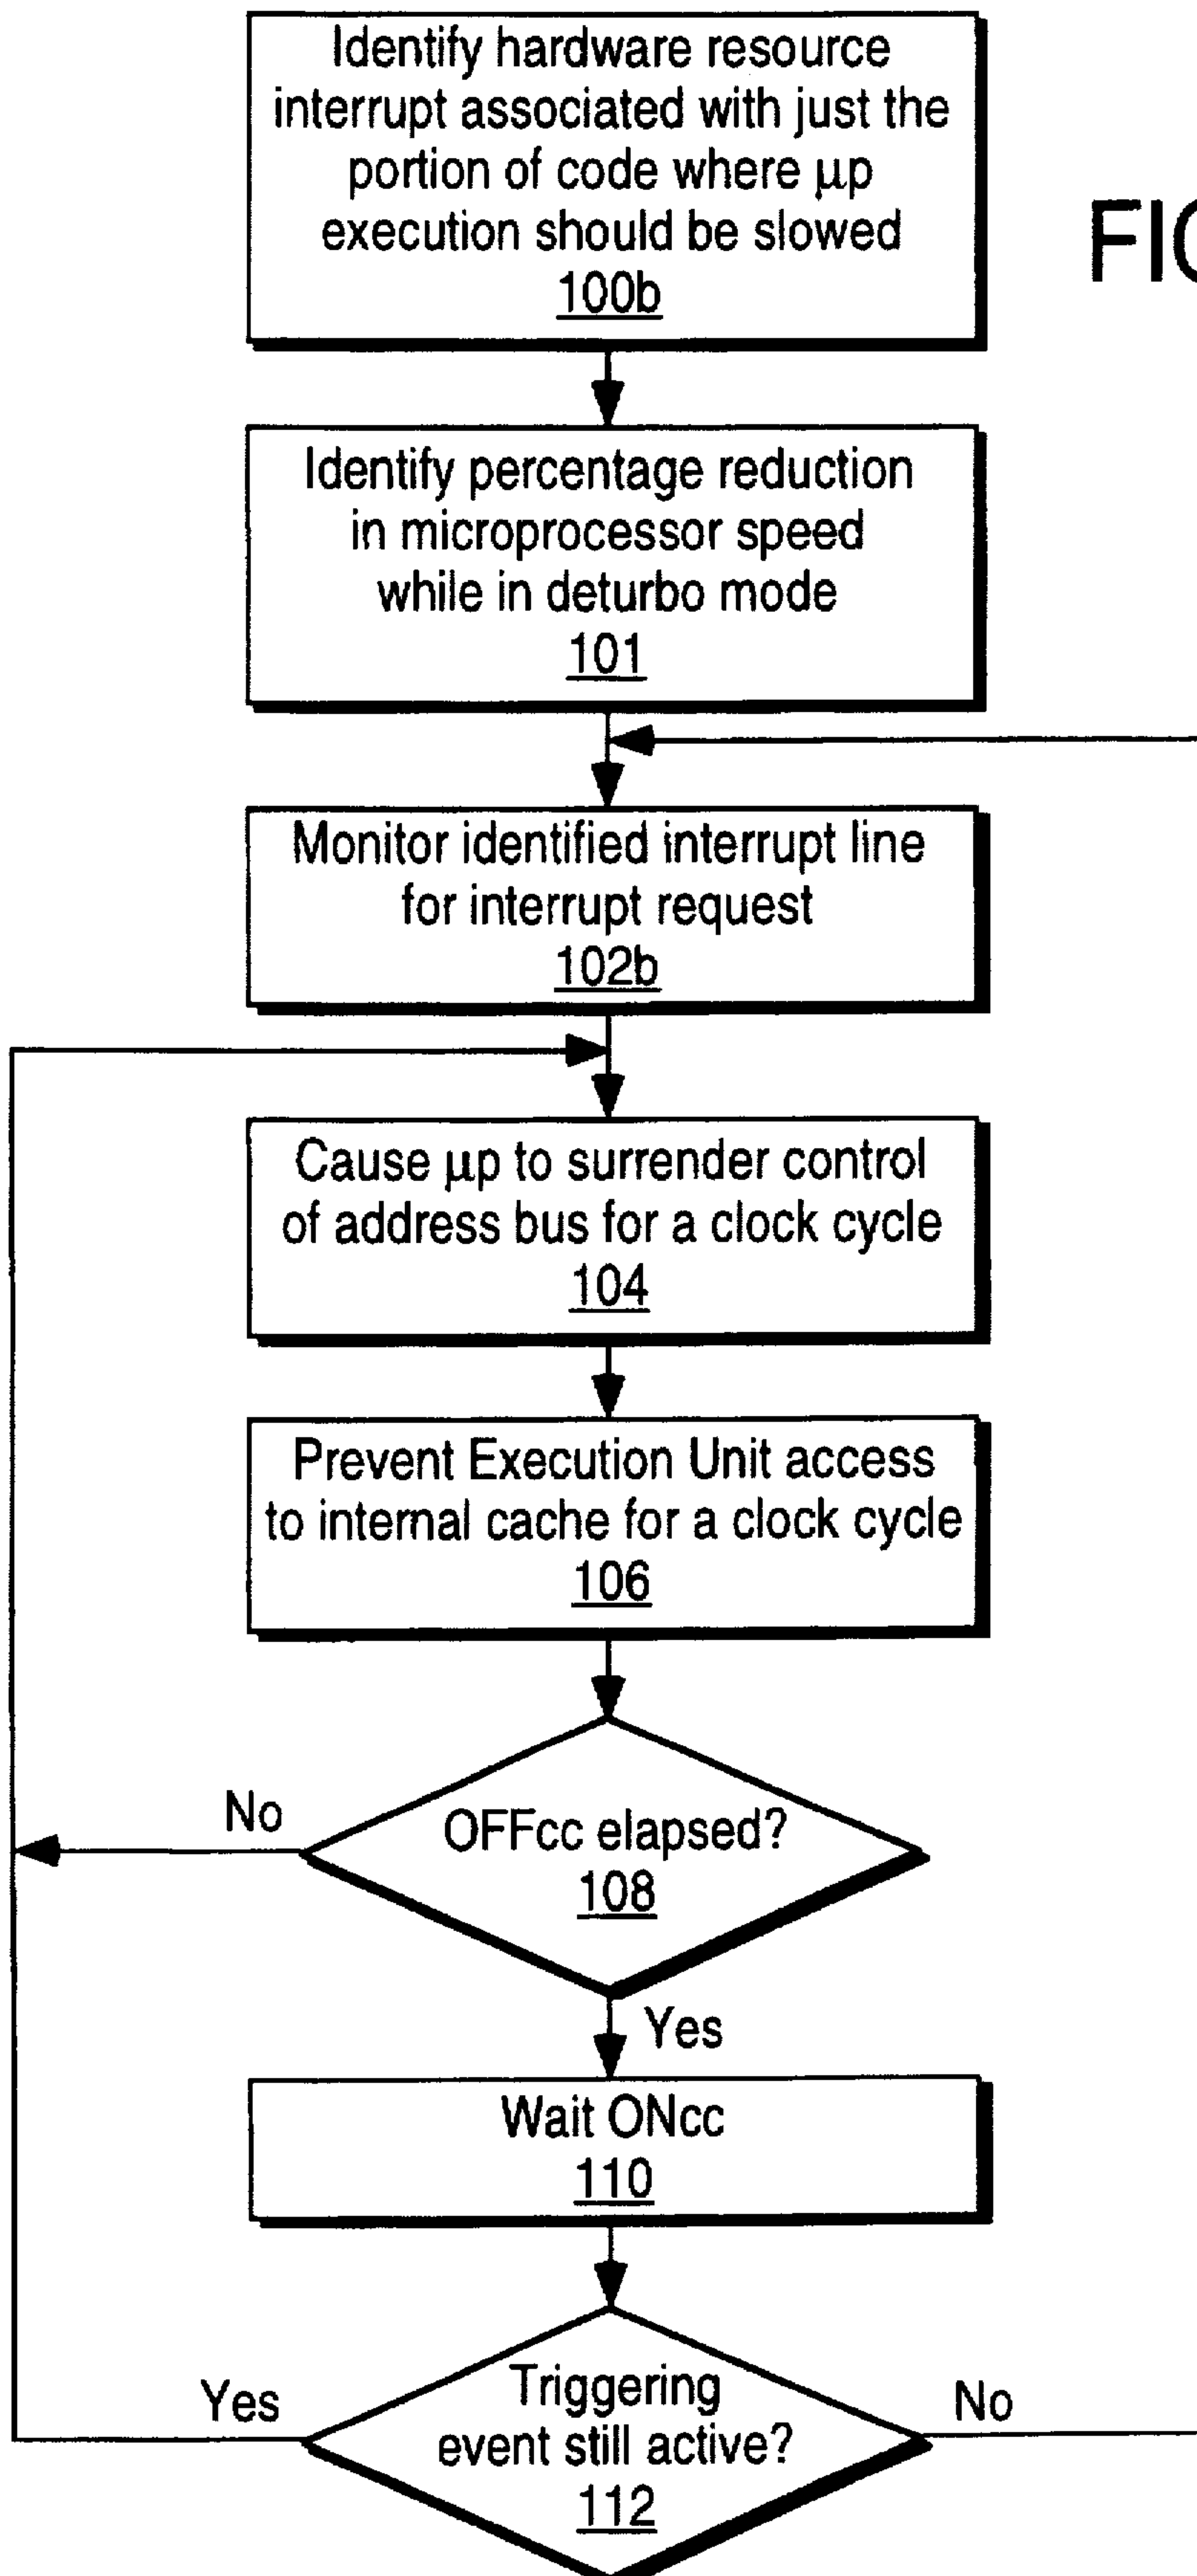 Identify hardware resource
interrupt associated with just the
portion of code where μp
execution should be slowed
100b
FIG
Identify percentage reduction
in microprocessor speed
while in deturbo mode
101
Monitor identified interrupt line
for interrupt request
102b
Cause μp to surrender control
of address bus for a clock cycle
104
Prevent Execution Unit access
to internal cache for a clock cycle
106
No
OFFcc elapsed?
108
Yes
Wait ONcc
110
Yes
Triggering
event still active?
112
No